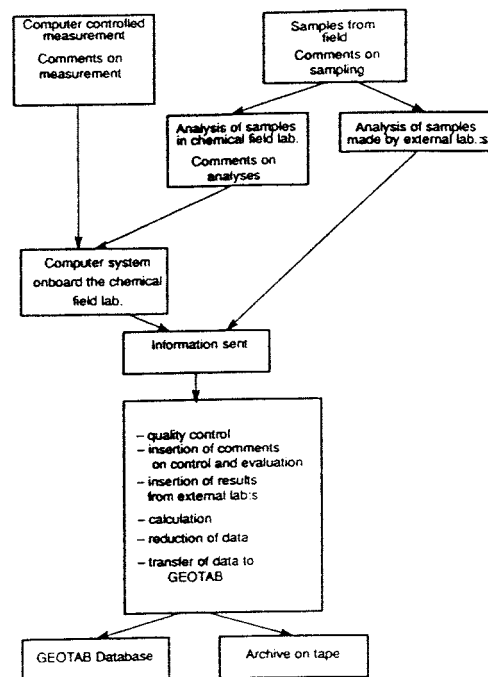 Computer controlled
measurement
Comments on
measurement
Samples from
field
Comments on
sampling
Analysis of samples
in chemical field lab.
Comments on
analyses
Analysis of samples
made by external lab.:s
Computer system
onboard the chemical
field lab.
Information sent
– quality control
– insertion of comments
on control and evaluation
– insertion of results
from external lab:s
– calculation
– reduction of data
– transfer of data to
GEOTAB
GEOTAB Database
Archive on tape